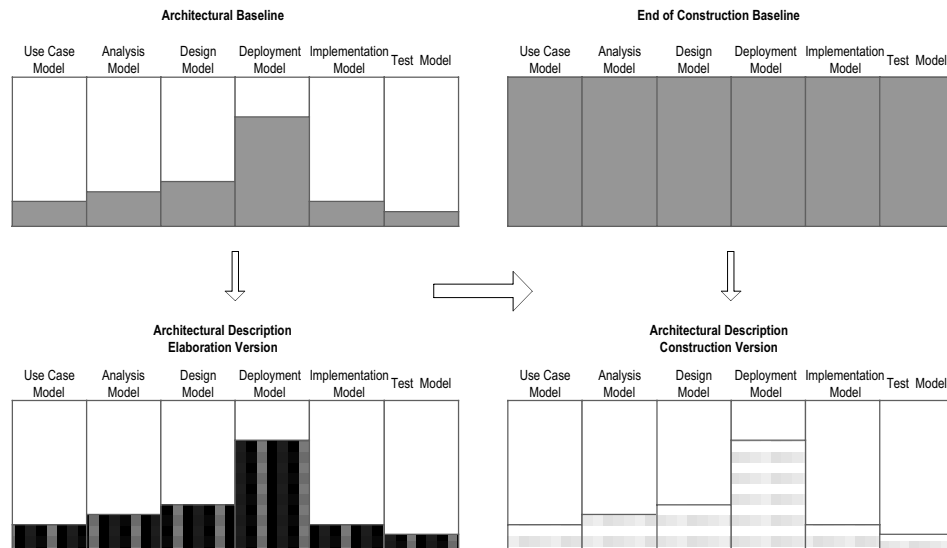 Architectural Baseline
Use Case Analysis Design Deployment Implementation Test Model
Model Model Model Model Model
End of Construction Baseline
Use Case Analysis Design Deployment Implementation Test Model
Model Model Model Model Model
Architectural Description
Elaboration Version
Use Case Analysis Design Deployment Implementation Test Model
Model Model Model Model Model
Architectural Description
Construction Version
Use Case Analysis Design Deployment Implementation Test Model
Model Model Model Model Model